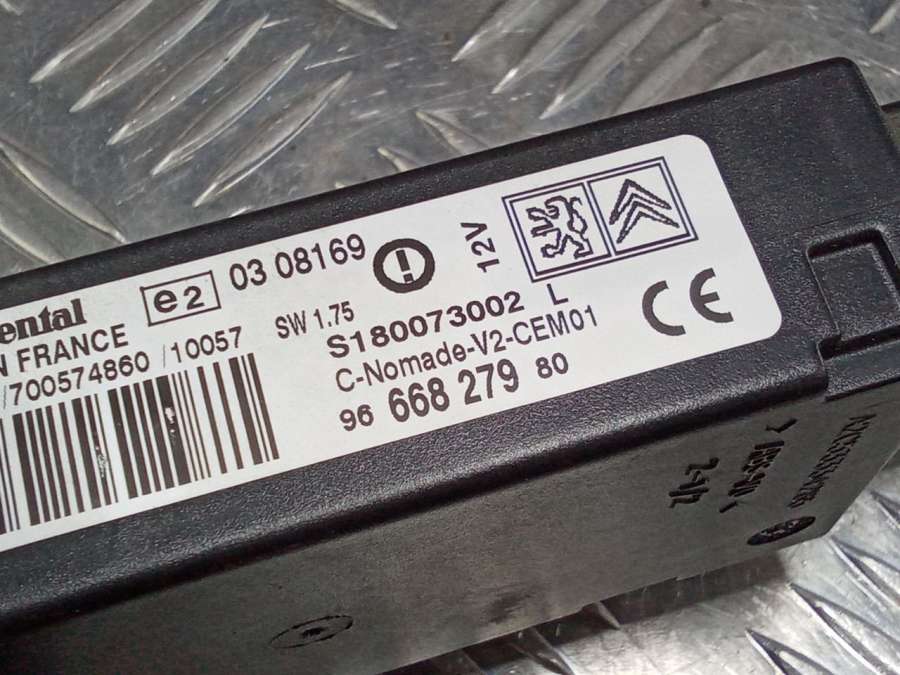 ental
N FRANCE
e2
03 08169
12V
/700574860 /10057
SW 1.75
S180073002 L
C-Nomade-V2-CEM01
96 668 279 80
CE